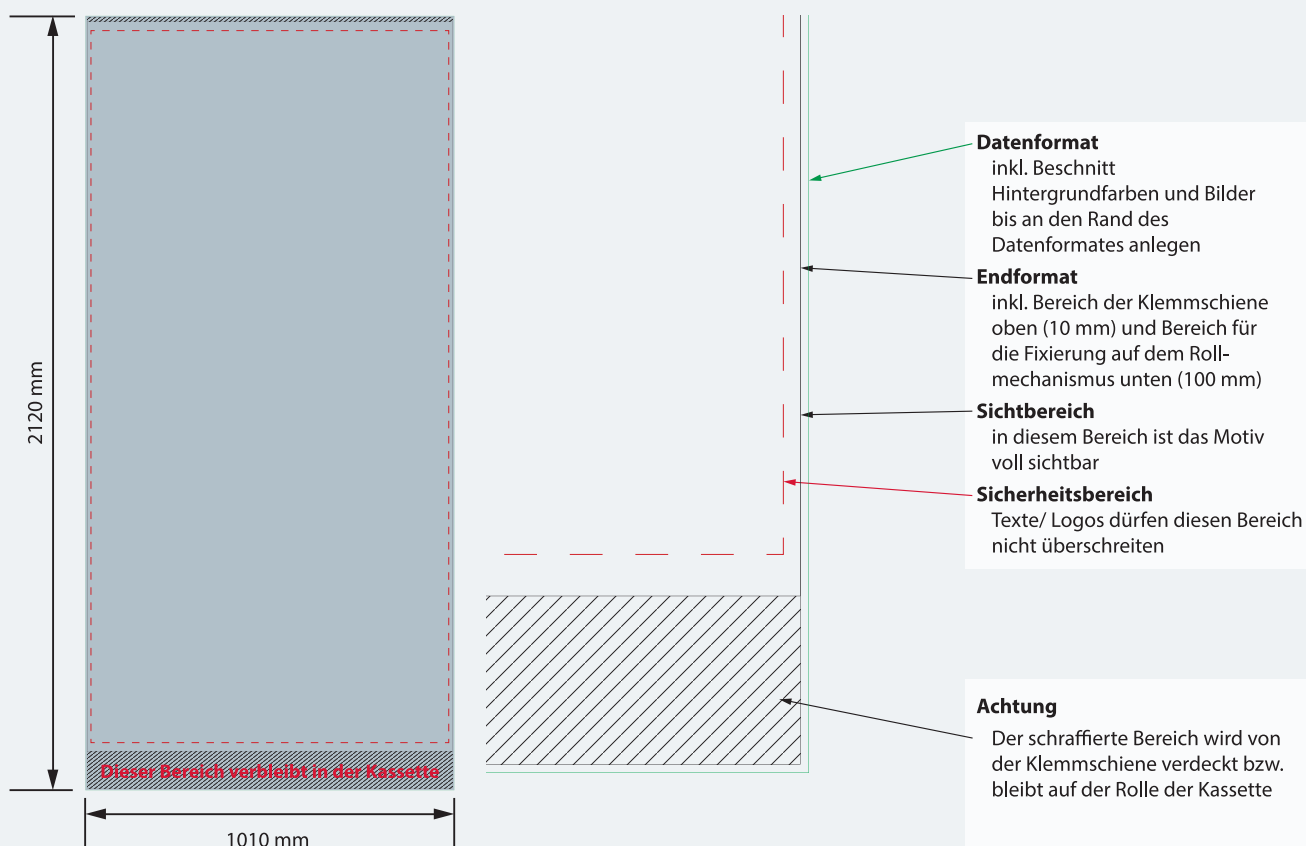 2120 mm
Dieser Bereich verbleibt in der Kassette
1010 mm
Datenformat
inkl. Beschnitt
Hintergrundfarben und Bilder
bis an den Rand des
Datenformates anlegen
Endformat
inkl. Bereich der Klemmschiene
oben (10 mm) und Bereich für
die Fixierung auf dem Roll-
mechanismus unten (100 mm)
Sichtbereich
in diesem Bereich ist das Motiv
voll sichtbar
Sicherheitsbereich
Texte/ Logos dürfen diesen Bereich
nicht überschreiten
Achtung
Der schraffierte Bereich wird von
der Klemmschiene verdeckt bzw.
bleibt auf der Rolle der Kassette